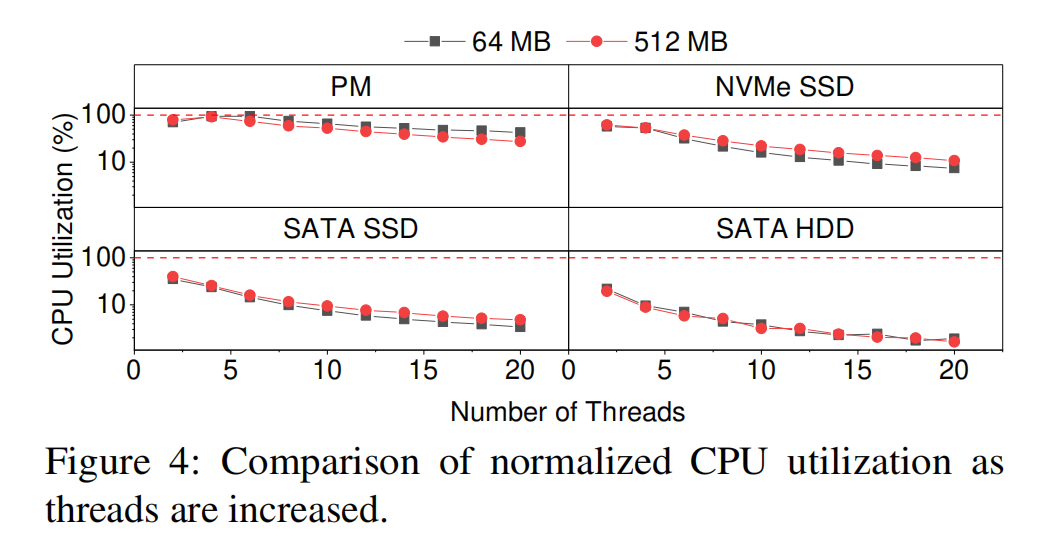 64 MB 512 MB
PM NVMe SSD
CPU Utilization (%)
100
10
SATA SSD SATA HDD
100
10
0 5 10 15 20 0 5 10 15 20
Number of Threads
Figure 4: Comparison of normalized CPU utilization as
threads are increased.